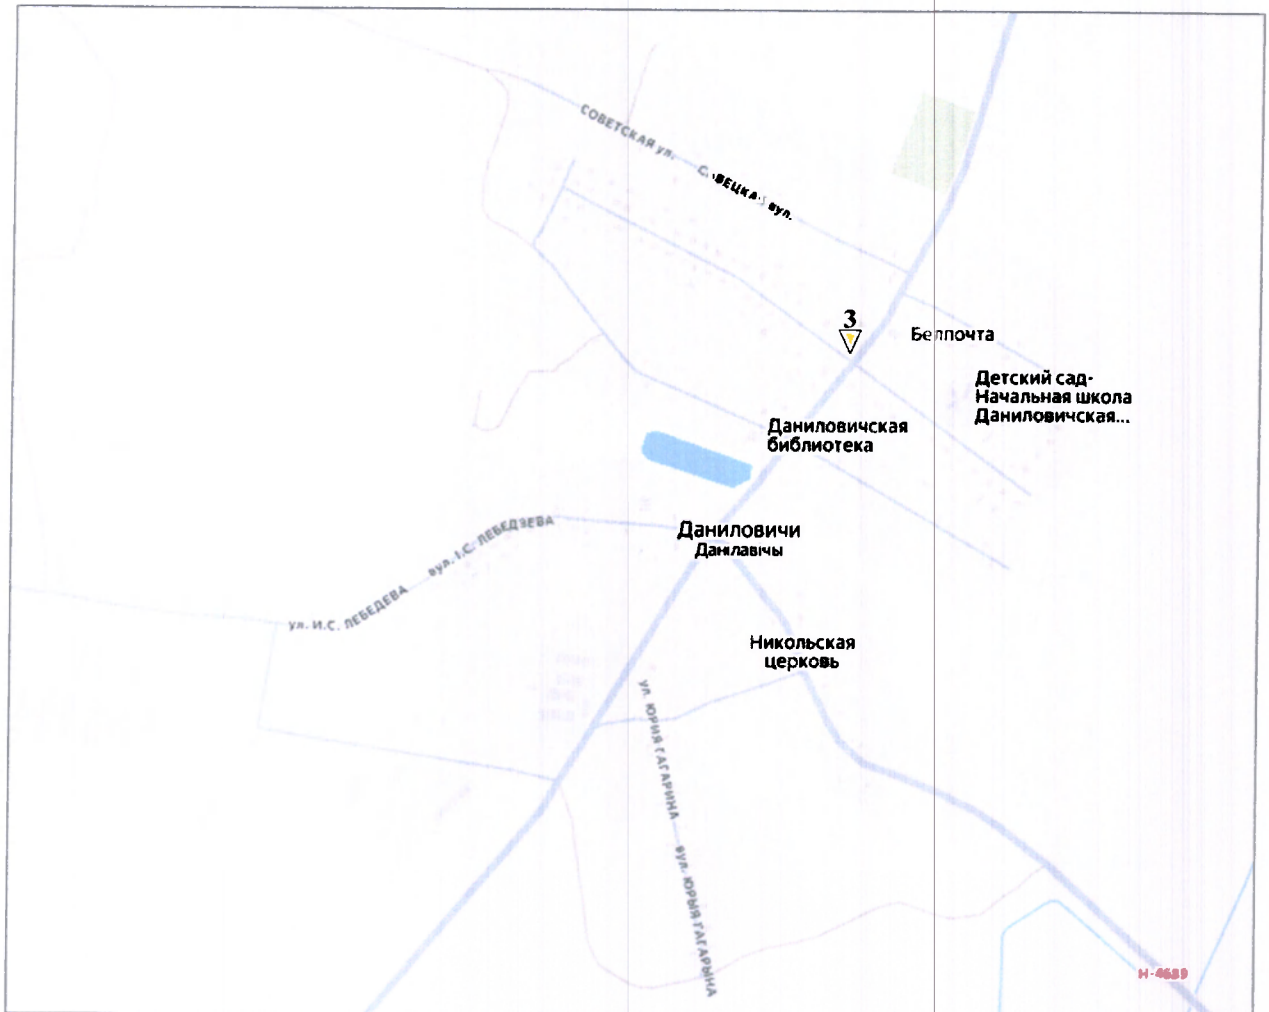 СОВЕТСКАЯ ул.
вул.
3
Белпочта
Детский сад-
Начальная школа
Даниловичская...
Даниловичская
библиотека
вул. І.С. ЛЕБЕДЗЕВА
Даниловичи
Данілавічы
ул. И.С. ЛЕБЕДЕВА
Никольская
церковь
ул. ЮРИЯ ГАГАРИНА
вул. ЮРЫЯ ГАГАРЫНА
Н-4689